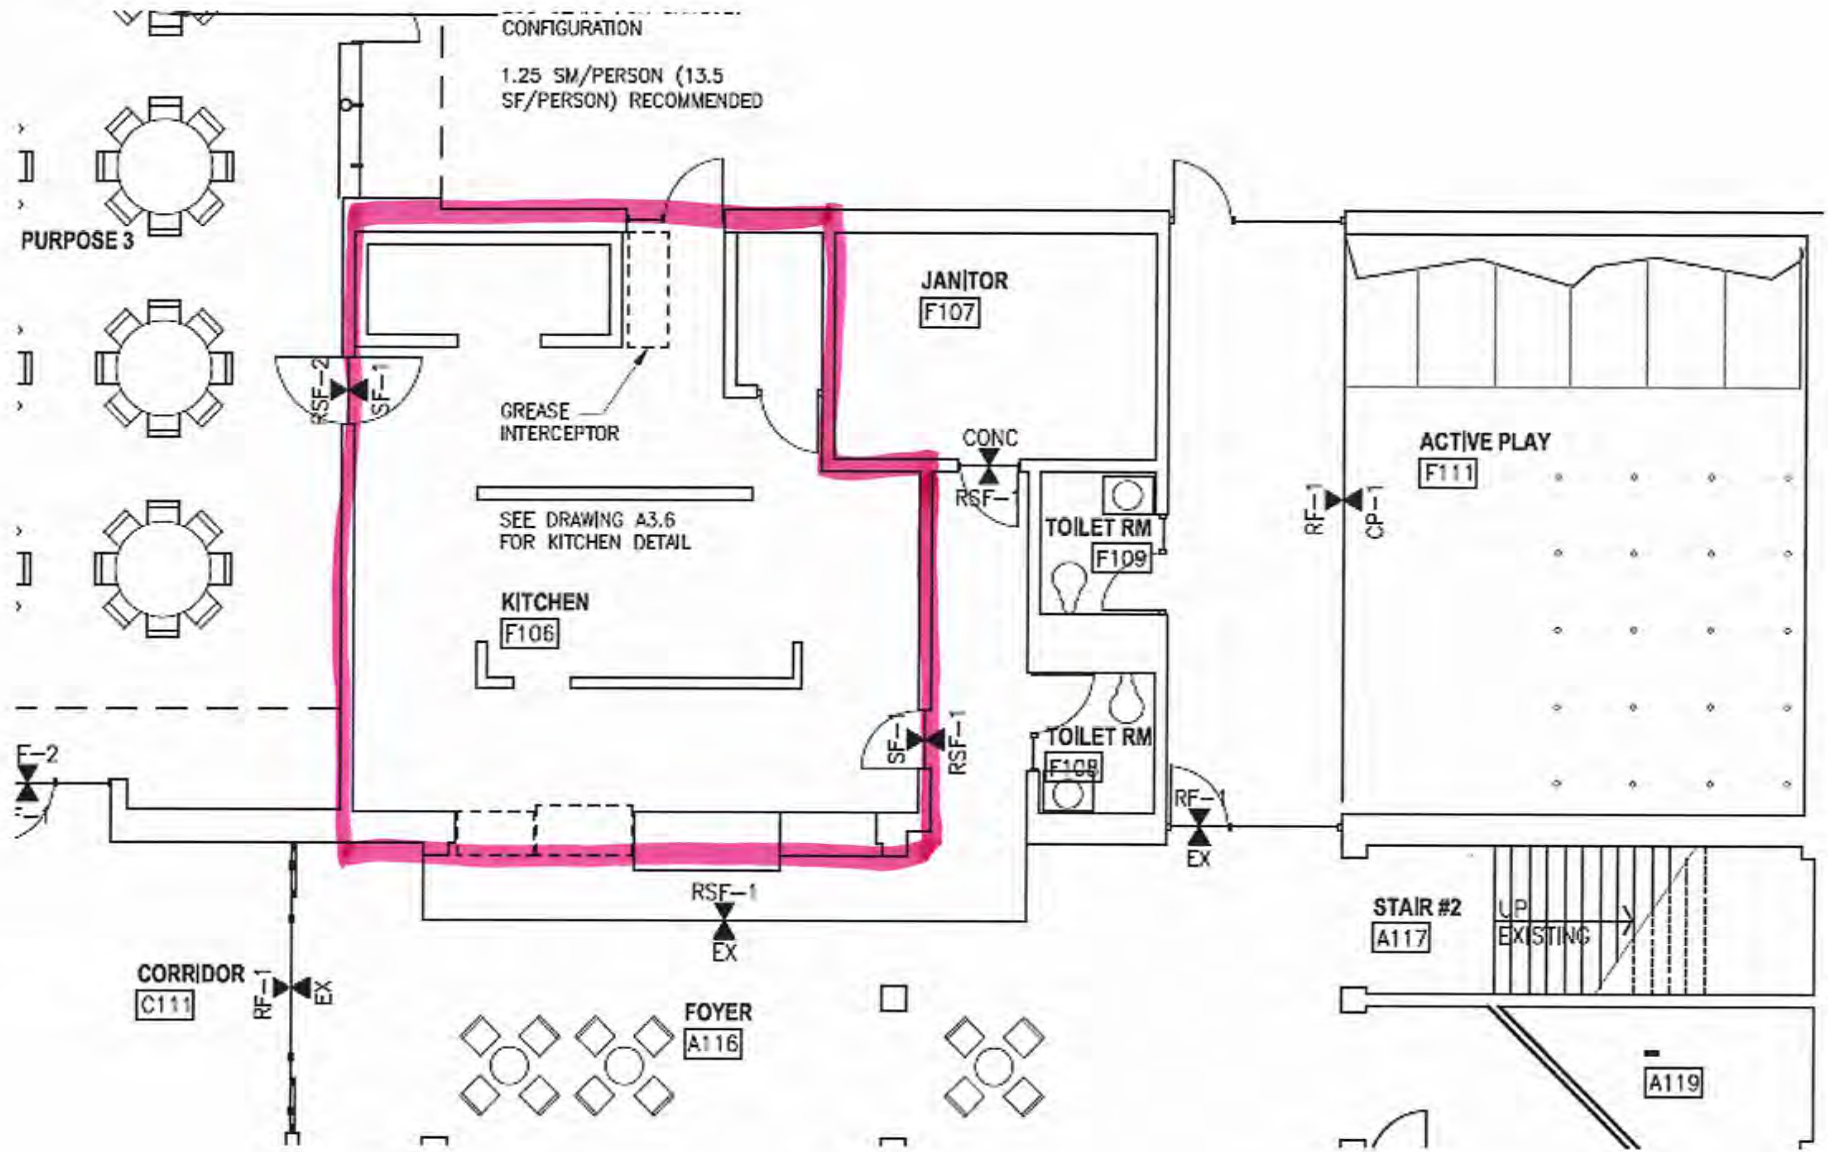 CONFIGURATION
1.25 SM/PERSON (13.5
SF/PERSON) RECOMMENDED
PURPOSE 3
JANITOR
F107
RSF-2
SF-1
GREASE
INTERCEPTOR
CONC
RSF-1
ACTIVE PLAY
F111
RF-1
CP-1
SEE DRAWING A3.6
FOR KITCHEN DETAIL
TOILET RM
F109
KITCHEN
F106
SF-1
RSF-1
TOILET RM
F108
F-2
RF-1
EX
RSF-1
EX
STAIR #2
A117
UP
EXISTING
CORRIDOR
C111
RF-1
EX
FOYER
A116
A119